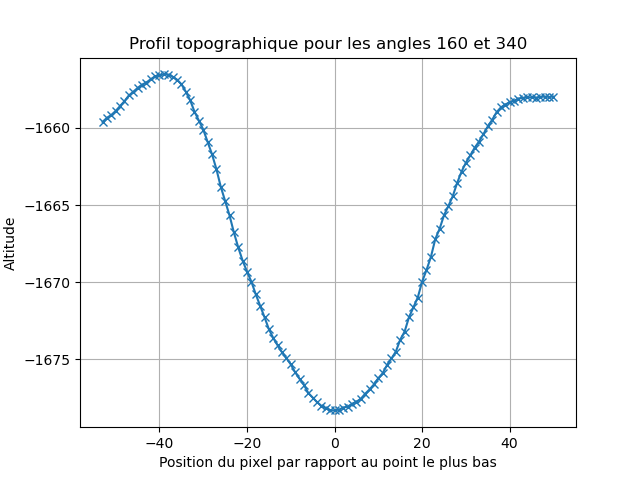 Profil topographique pour les angles 160 et 340
Altitude
−1660
−1665
−1670
−1675
−40 −20 0 20 40
Position du pixel par rapport au point le plus bas